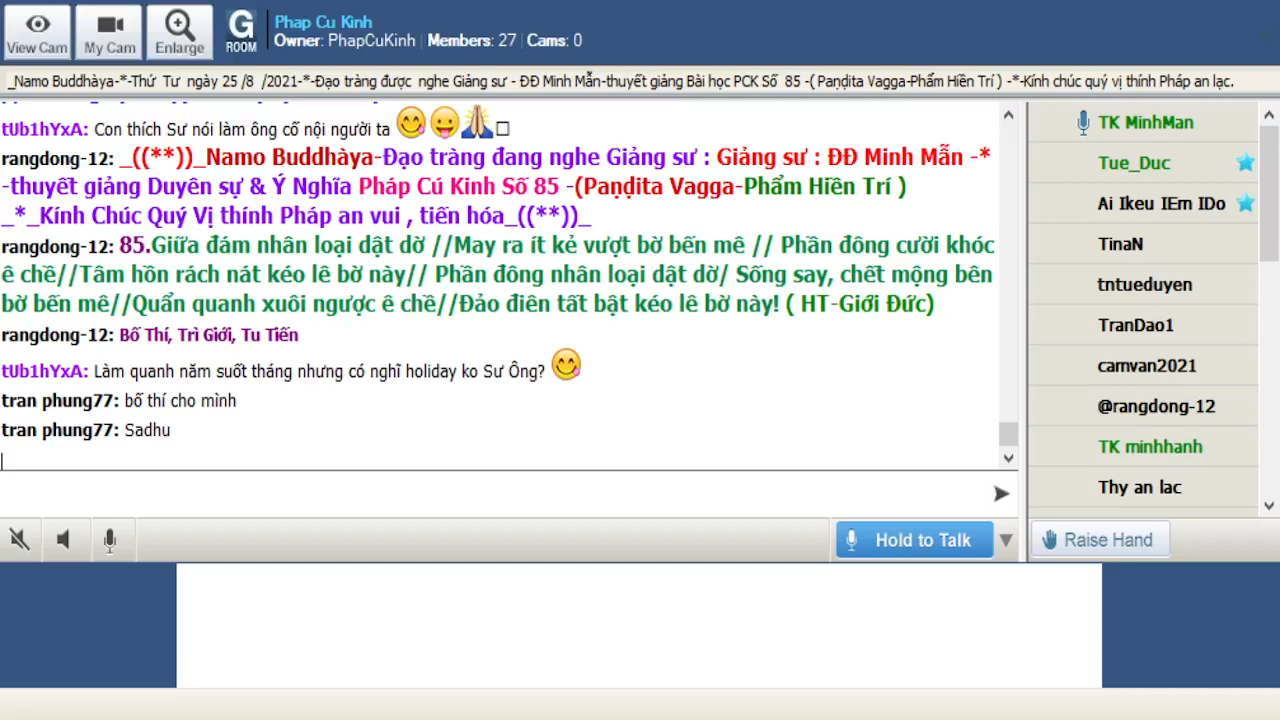 View Cam
My Cam
Enlarge
G
ROOM
Phap Cu Kinh
Owner: PhapCuKinh | Members: 27 | Cams: 0
_Namo Buddhàya-*-Thứ Tư ngày 25 /8 /2021-*-Đạo tràng được nghe Giảng sư - ĐĐ Minh Mẫn-thuyết giảng Bài học PCK Số 85 -( Paṇḍita Vagga-Phẩm Hiền Trí ) -*-Kính chúc quý vị thính Pháp an lạc.
tUb1hYxA: Con thích Sư nói làm ông cố nội người ta 😋😛🙏
rangdong-12: _((**))_Namo Buddhàya-Đạo tràng đang nghe Giảng sư : Giảng sư : ĐĐ Minh Mẫn -*
-thuyết giảng Duyên sự & Ý Nghĩa Pháp Cú Kinh Số 85 -(Paṇḍita Vagga-Phẩm Hiền Trí )
_*_Kính Chúc Quý Vị thính Pháp an vui , tiến hóa_((**))_
rangdong-12: 85.Giữa đám nhân loại dật dờ //May ra ít kẻ vượt bờ bến mê // Phần đông cười khóc
ê chề//Tâm hồn rách nát kéo lê bờ này// Phần đông nhân loại dật dờ/ Sống say, chết mộng bên
bờ bến mê//Quẩn quanh xuôi ngược ê chề//Đảo điên tất bật kéo lê bờ này! ( HT-Giới Đức)
rangdong-12: Bố Thí, Trì Giới, Tu Tiến
tUb1hYxA: Làm quanh năm suốt tháng nhưng có nghĩ holiday ko Sư Ông? 😋
tran phung77: bố thí cho mình
tran phung77: Sadhu
TK MinhMan
Tue_Duc
Ai Ikeu IEm IDo
TinaN
tntueduyen
TranDao1
camvan2021
@rangdong-12
TK minhhanh
Thy an lac
Hold to Talk
Raise Hand